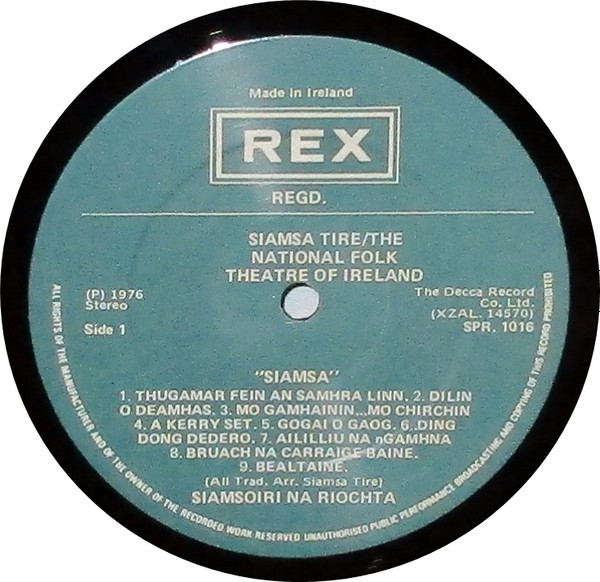 Made in Ireland
REX
REGD.
SIAMSA TIRE/THE
NATIONAL FOLK
THEATRE OF IRELAND
(P) 1976
Stereo
Side 1
The Decca Record
Co. Ltd.
(XZAL. 14570)
SPR. 1016
"SIAMSA"
1. THUGAMAR FEIN AN SAMHRA LINN. 2. DILIN
O DEAMHAS. 3. MO GAMHAININ...MO CHIRCHIN
4. A KERRY SET. 5. GOGAI O GAOG. 6. DING
DONG DEDERO. 7. AILILLIU NA nGAMHNA
8. BRUACH NA CARRAIGE BAINE.
9. BEALTAINE.
(All Trad. Arr. Siamsa Tire)
SIAMSOIRI NA RIOCHTA
ALL RIGHTS OF THE MANUFACTURER AND OF THE OWNER OF THE RECORDED WORK RESERVED UNAUTHORISED PUBLIC PERFORMANCE BROADCASTING AND COPYING OF THIS RECORD PROHIBITED